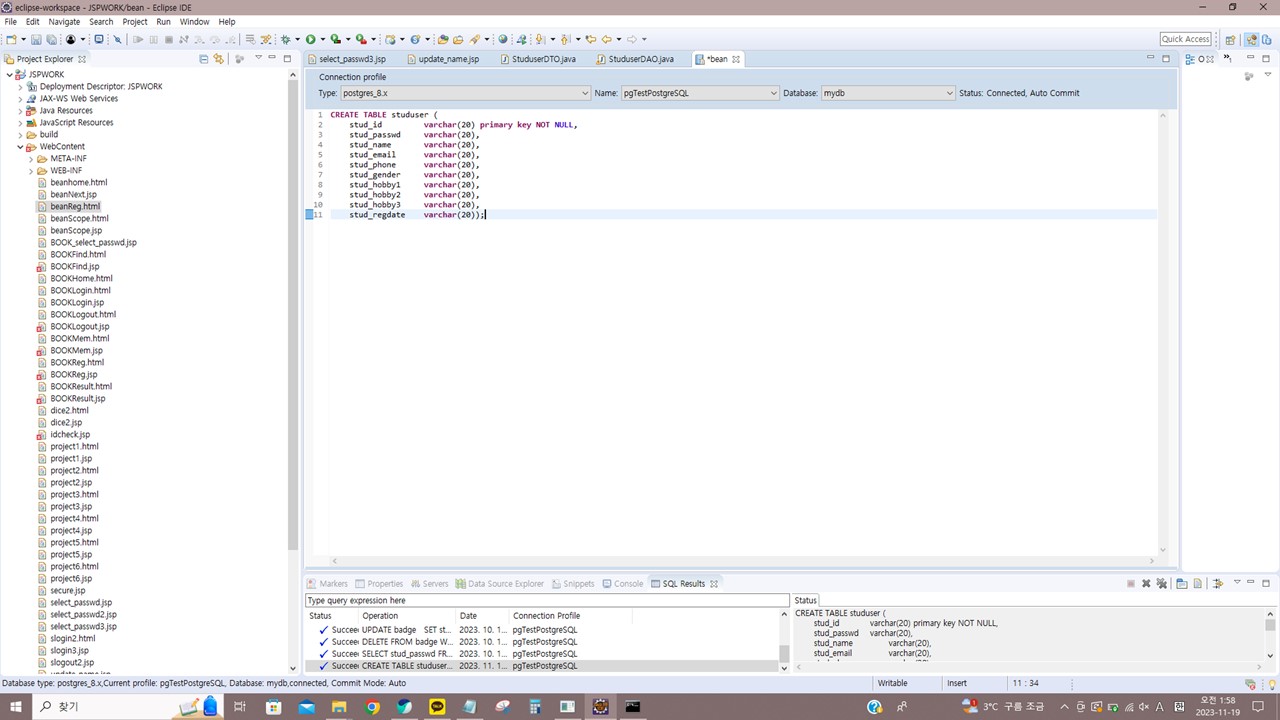 eclipse-workspace - JSPWORK/bean - Eclipse IDE
File Edit Navigate Search Project Run Window Help
Quick Access
Project Explorer
select_passwd3.jsp update_name.jsp StuduserDTO.java StuduserDAO.java *bean
Connection profile
Type: postgres_8.x Name: pgTestPostgreSQL Database: mydb Status: Connected, Auto Commit
JSPWORK
Deployment Descriptor: JSPWORK
JAX-WS Web Services
Java Resources
JavaScript Resources
build
WebContent
META-INF
WEB-INF
beanhome.html
beanNext.jsp
beanReg.html
beanScope.html
beanScope.jsp
BOOK_select_passwd.jsp
BOOKFind.html
BOOKFind.jsp
BOOKHome.html
BOOKLogin.html
BOOKLogin.jsp
BOOKLogout.html
BOOKLogout.jsp
BOOKMem.html
BOOKMem.jsp
BOOKReg.html
BOOKReg.jsp
BOOKResult.html
BOOKResult.jsp
dice2.html
dice2.jsp
idcheck.jsp
project1.html
project1.jsp
project2.html
project2.jsp
project3.html
project3.jsp
project4.html
project4.jsp
project5.html
project5.jsp
project6.html
project6.jsp
secure.jsp
select_passwd.jsp
select_passwd2.jsp
select_passwd3.jsp
slogin2.html
slogin3.jsp
slogout2.jsp
update_name.jsp
1 CREATE TABLE studuser (
2 stud_id varchar(20) primary key NOT NULL,
3 stud_passwd varchar(20),
4 stud_name varchar(20),
5 stud_email varchar(20),
6 stud_phone varchar(20),
7 stud_gender varchar(20),
8 stud_hobby1 varchar(20),
9 stud_hobby2 varchar(20),
10 stud_hobby3 varchar(20),
11 stud_regdate varchar(20));
Markers Properties Servers Data Source Explorer Snippets Console SQL Results
Type query expression here
Status Operation Date Connection Profile
Succee UPDATE badge SET st... 2023. 10. 1... pgTestPostgreSQL
Succee DELETE FROM badge W... 2023. 10. 1... pgTestPostgreSQL
Succee SELECT stud_passwd FR... 2023. 10. 1... pgTestPostgreSQL
Succee CREATE TABLE studuser... 2023. 11. 1... pgTestPostgreSQL
Status
CREATE TABLE studuser (
stud_id varchar(20) primary key NOT NULL,
stud_passwd varchar(20),
stud_name varchar(20),
stud_email varchar(20),
Database type: postgres_8.x,Current profile: pgTestPostgreSQL, Database: mydb,connected, Commit Mode: Auto
Writable Insert 11 : 34
찾기
3°C 구름 조금
A
오전 1:58
2023-11-19